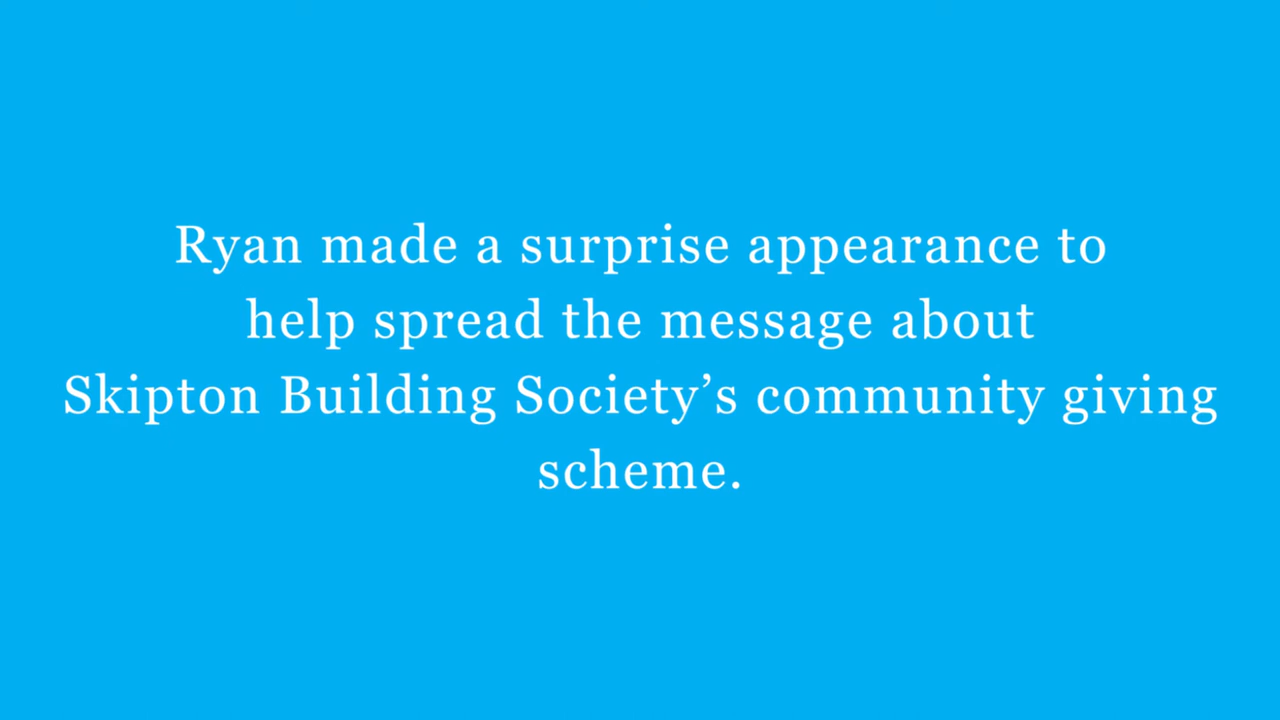 Ryan made a surprise appearance to
help spread the message about
Skipton Building Society’s community giving
scheme.